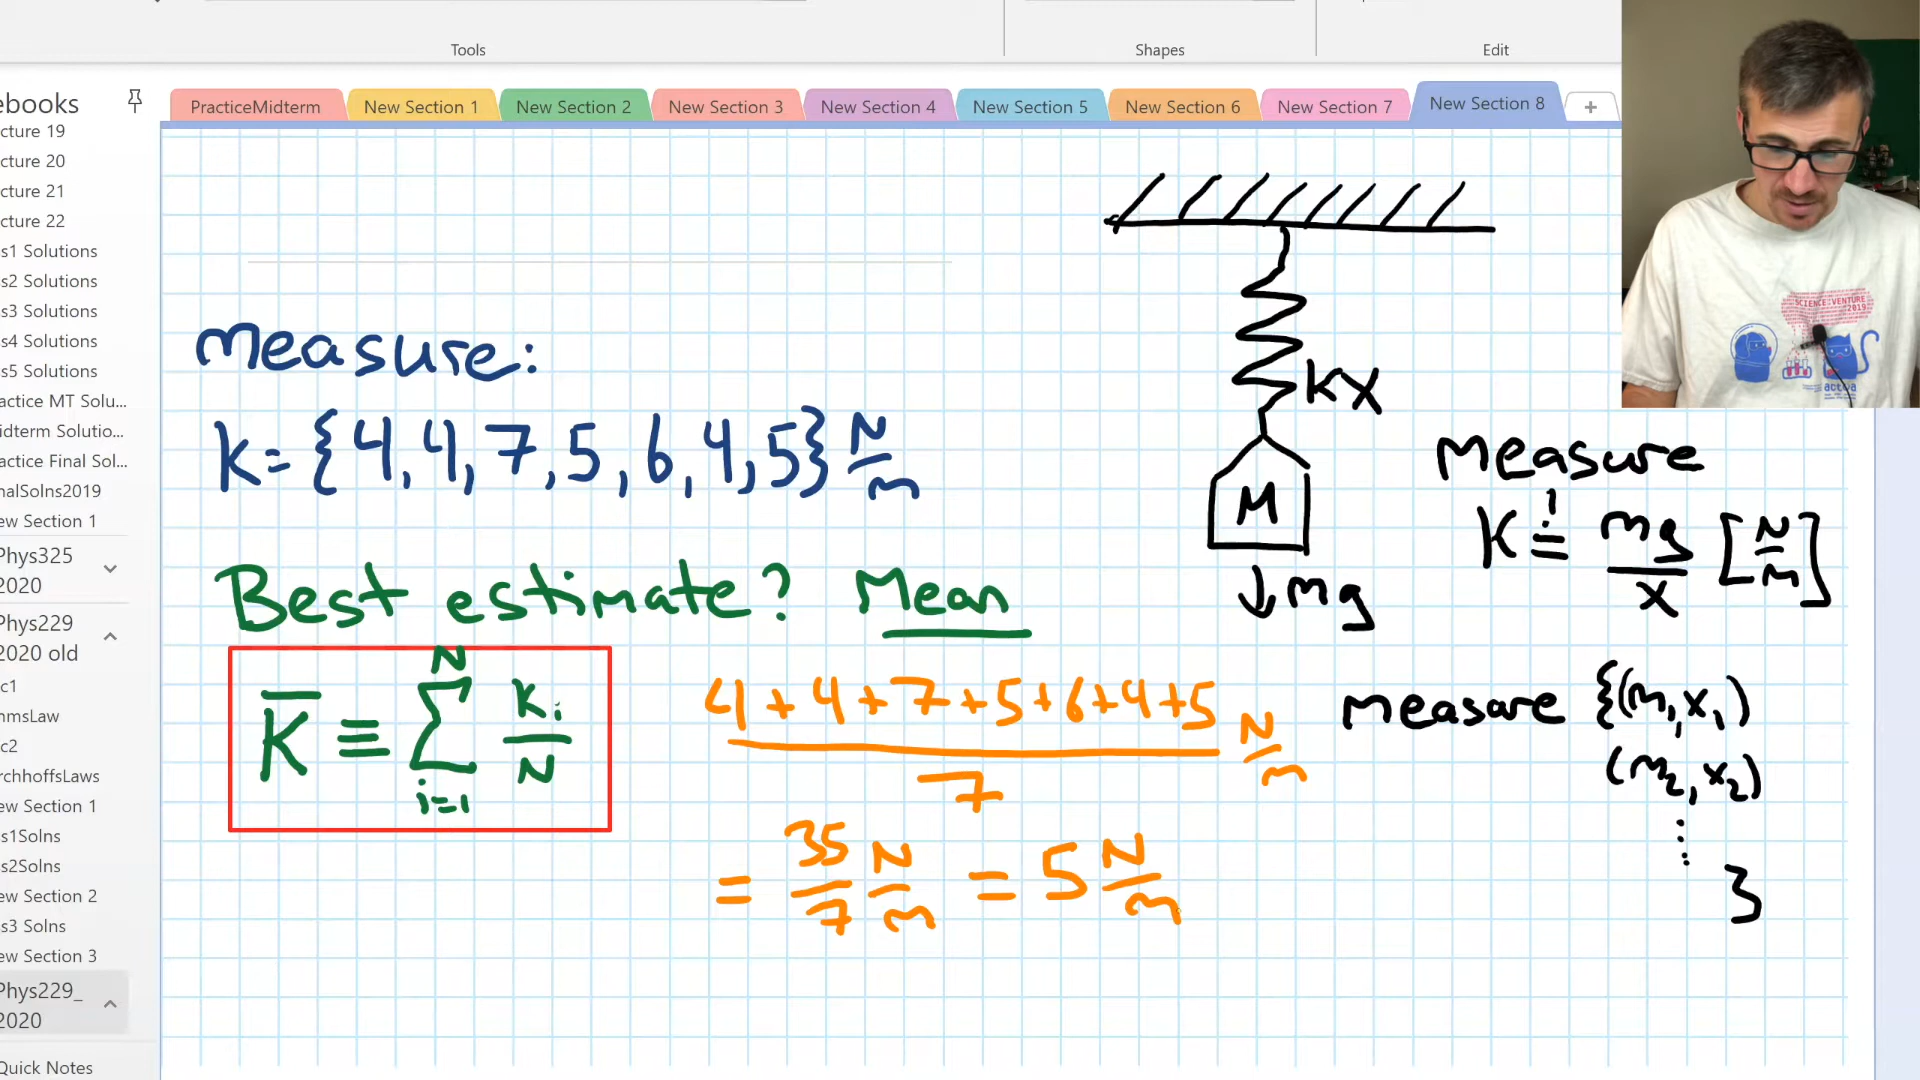 Tools
Shapes
Edit
ebooks
PracticeMidterm
New Section 1
New Section 2
New Section 3
New Section 4
New Section 5
New Section 6
New Section 7
New Section 8
+
cture 19
cture 20
cture 21
cture 22
s1 Solutions
s2 Solutions
s3 Solutions
s4 Solutions
s5 Solutions
actice MT Solu...
idterm Solutio...
actice Final Sol...
nalSolns2019
ew Section 1
Phys325
2020
Phys229
2020 old
c1
hmsLaw
c2
rchhoffsLaws
ew Section 1
s1Solns
s2Solns
ew Section 2
s3 Solns
ew Section 3
Phys229_
2020
Quick Notes
measure:
k = {4,4,7,5,6,4,5} N/m
Best estimate? Mean
K̄ ≡ Σ_{i=1}^{N} k_i/N
(4+4+7+5+6+4+5)/7 N/m
= 35/7 N/m = 5 N/m
kx
M
↓ mg
measure
K ≐ mg/x [N/m]
measure {(m₁,x₁)
(m₂,x₂)
⋮
}
SCIENCE:VENTURE
2019
actua